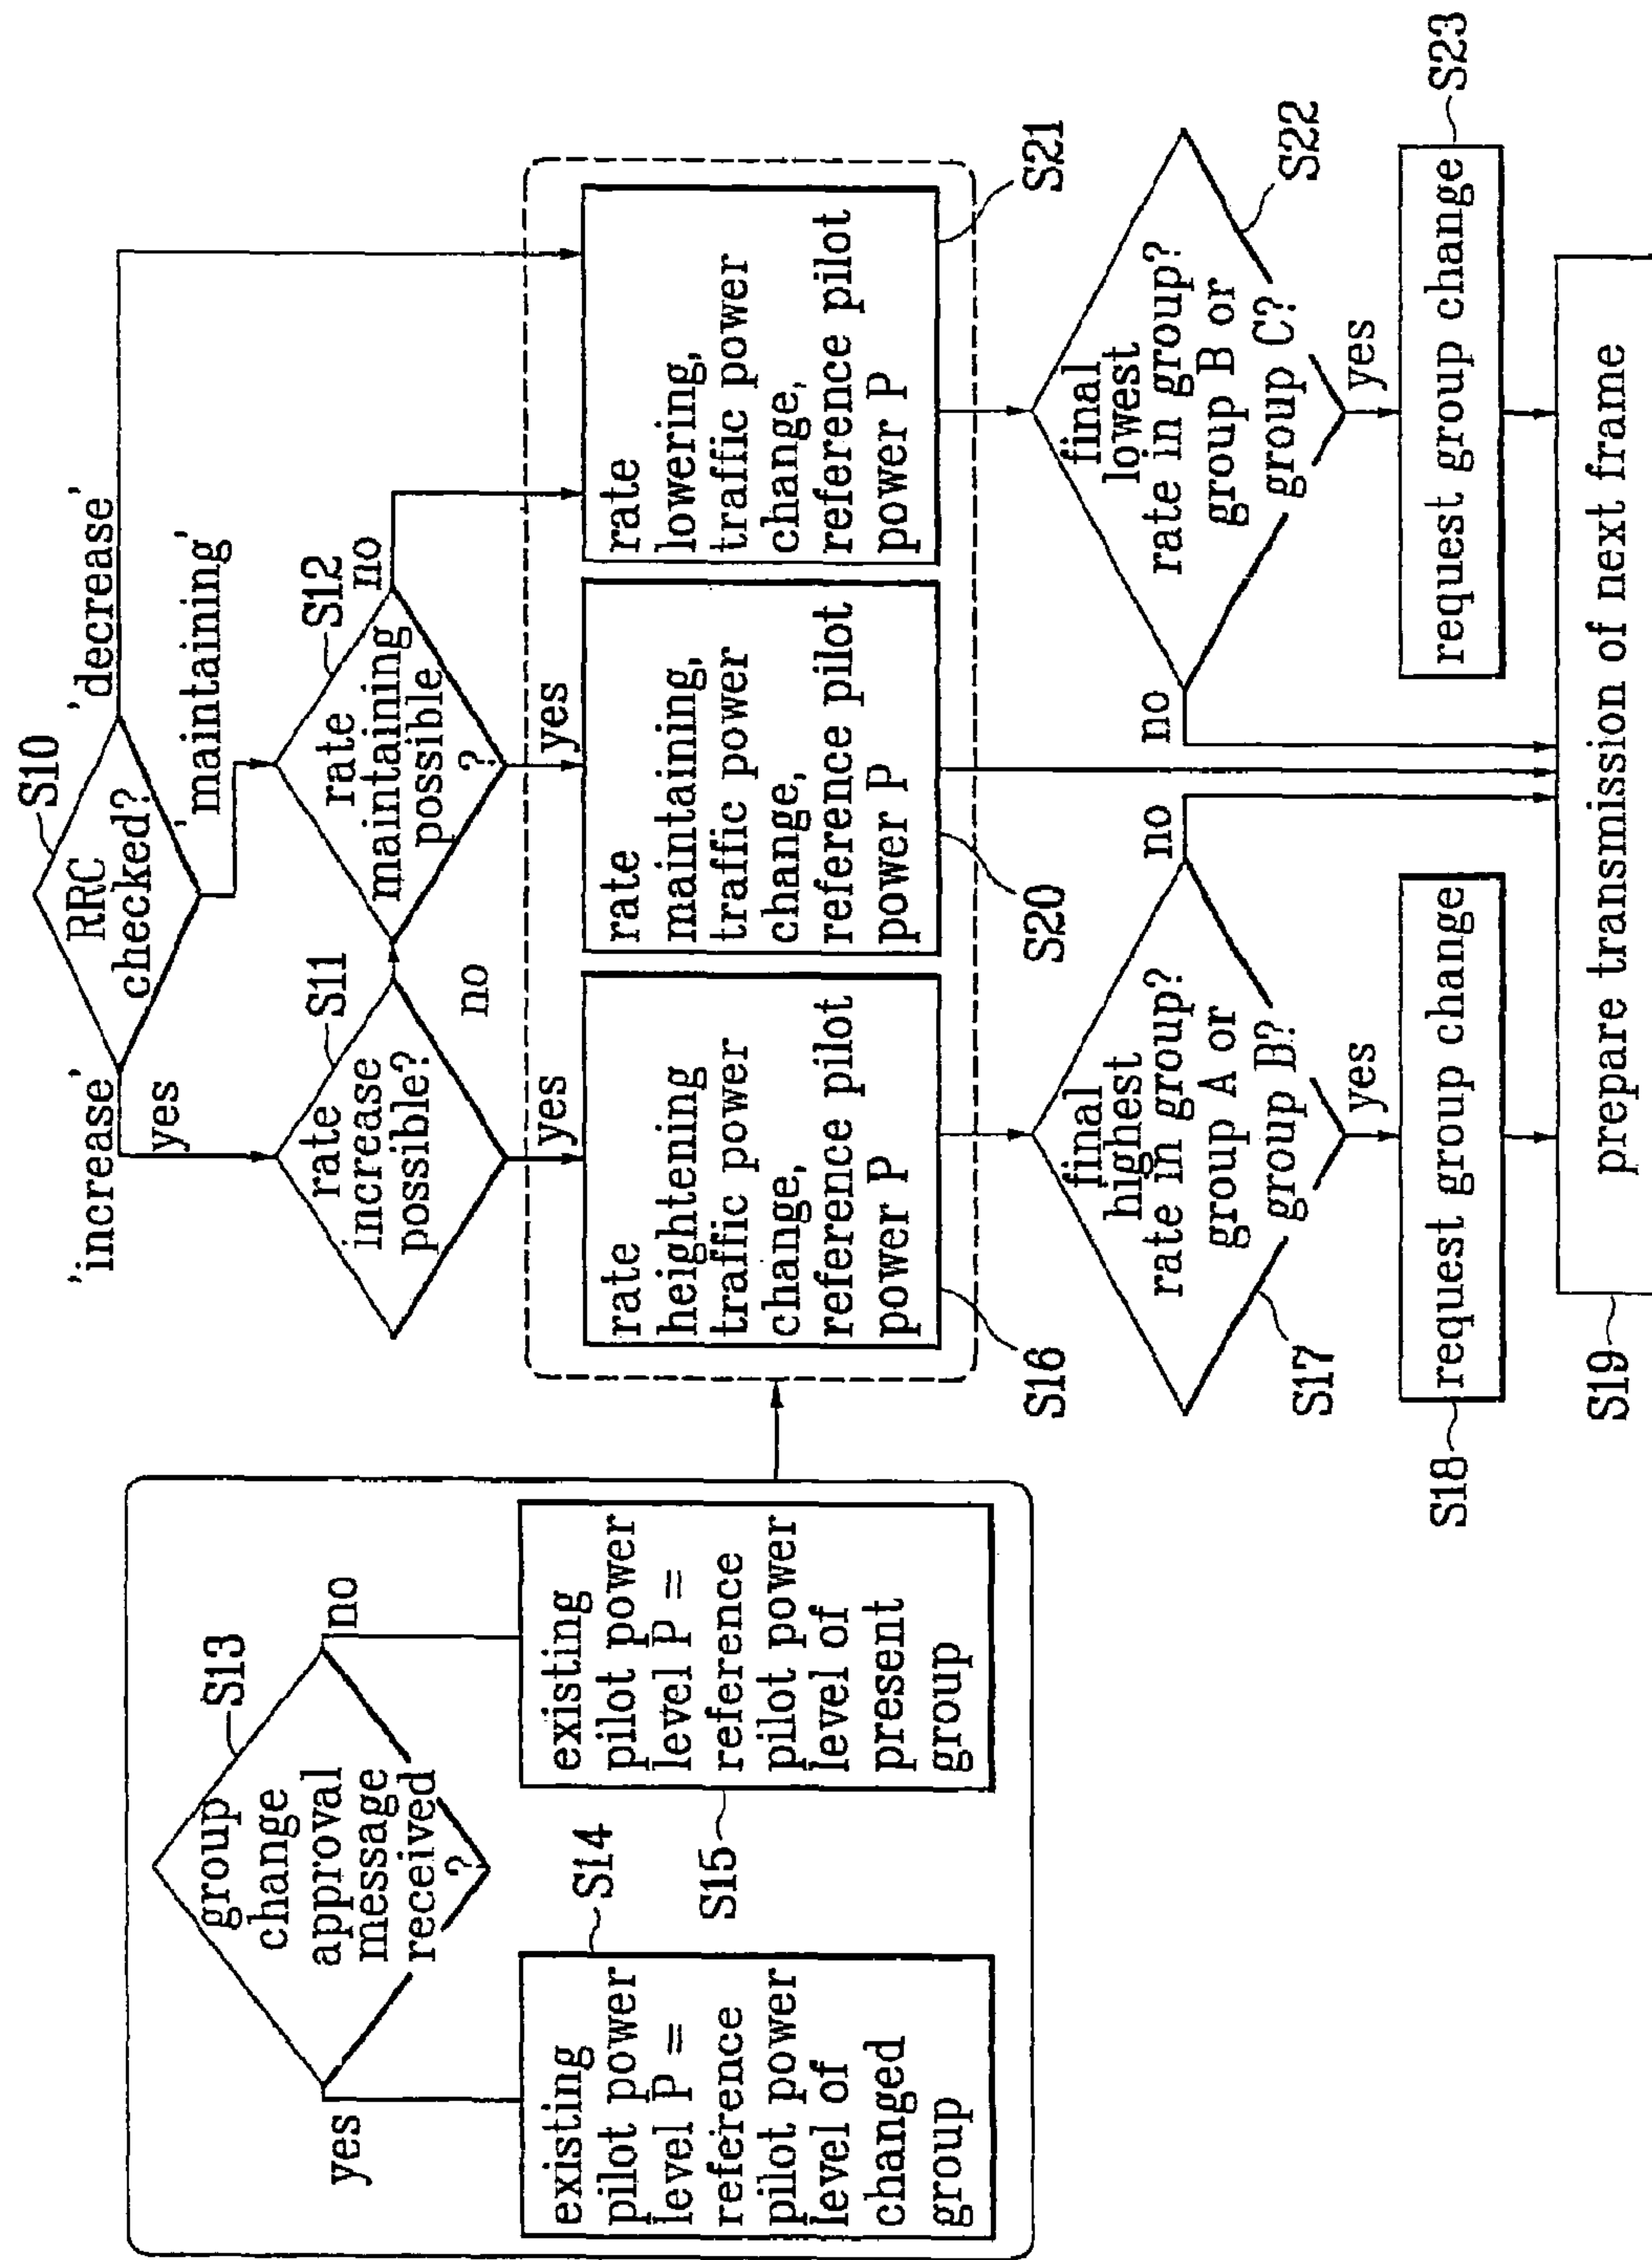 S10
RRC
checked?
'increase'
yes
'decrease'
'maintaining'
S11
rate
increase
possible?
no
yes
S12
rate
maintaining
possible
?
no
yes
S13
group
change
approval
message
received
?
yes
no
S14
existing
pilot power
level P =
reference
pilot power
level of
changed
group
S15
existing
pilot power
level P =
reference
pilot power
level of
present
group
rate
heightening
traffic power
change,
reference pilot
power P
S16
rate
maintaining,
traffic power
change,
reference pilot
power P
S20
rate
lowering,
traffic power
change,
reference pilot
power P
S21
final
highest
rate in group?
group A or
group B?
S17
no
yes
final
lowest
rate in group?
group B or
group C?
S22
no
yes
S18
request group change
request group change
S23
S19
prepare transmission of next frame